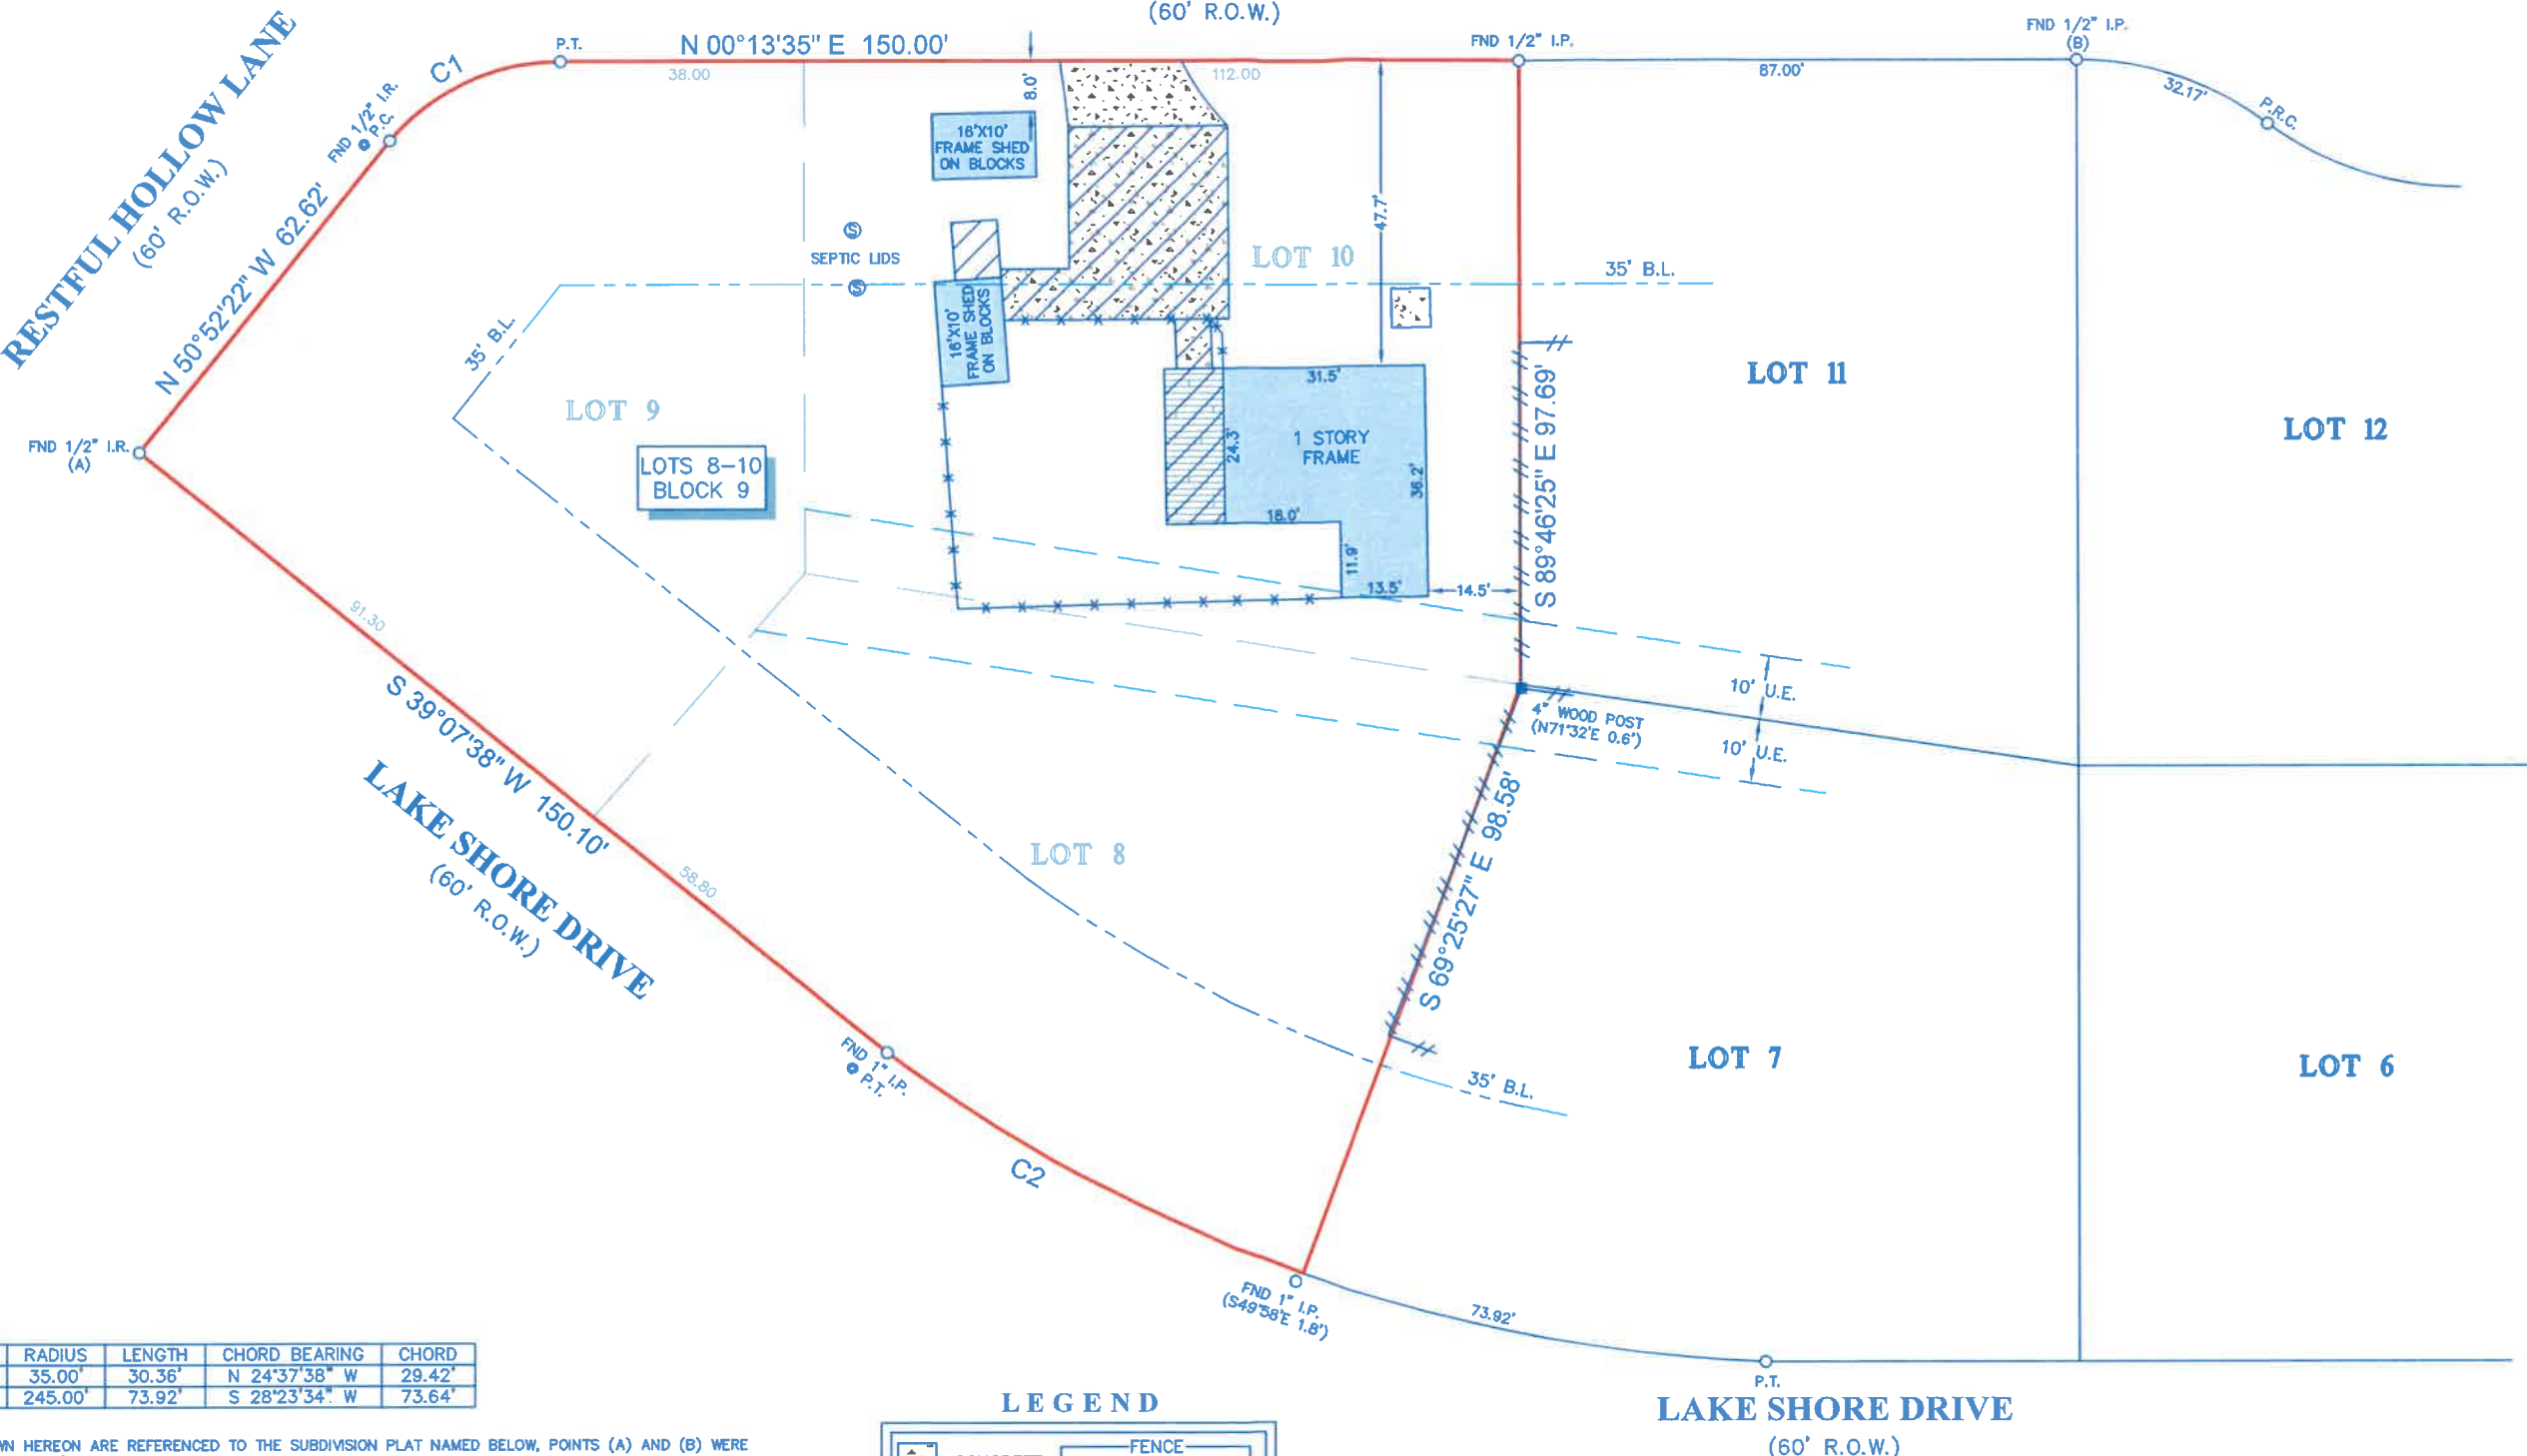 (60' R.O.W.)
FND 1/2" I.P.
(B)
P.T.
N 00°13'35" E 150.00'
FND 1/2" I.P.
38.00
112.00
87.00'
32.17'
P.R.C.
RESTFUL HOLLOW LANE
(60' R.O.W.)
C1
FND 1/2" I.R.
@ P.C.
N 50°52'22" W 62.62'
8.0'
16'X10'
FRAME SHED
ON BLOCKS
47.7'
SEPTIC LIDS
S
S
LOT 10
35' B.L.
35' B.L.
16'X10'
FRAME SHED
ON BLOCKS
LOT 9
LOT 11
LOT 12
FND 1/2" I.R.
(A)
LOTS 8-10
BLOCK 9
31.5'
1 STORY
FRAME
24.3'
36.2'
18.0'
11.9'
13.5'
14.5'
S 89°46'25" E 97.69'
91.30
S 39°07'38" W 150.10'
LAKE SHORE DRIVE
(60' R.O.W.)
58.80
10' U.E.
10' U.E.
4" WOOD POST
(N71°32'E 0.6')
S 69°25'27" E 98.58'
LOT 8
LOT 7
LOT 6
35' B.L.
FND 1" I.P.
@ P.T.
C2
FND 1" I.P.
(S49°58'E 1.8')
73.92'
P.T.
LAKE SHORE DRIVE
(60' R.O.W.)
RADIUS LENGTH CHORD BEARING CHORD
35.00' 30.36' N 24°37'38" W 29.42'
245.00' 73.92' S 28°23'34" W 73.64'
HEREON ARE REFERENCED TO THE SUBDIVISION PLAT NAMED BELOW, POINTS (A) AND (B) WERE
LEGEND
FENCE